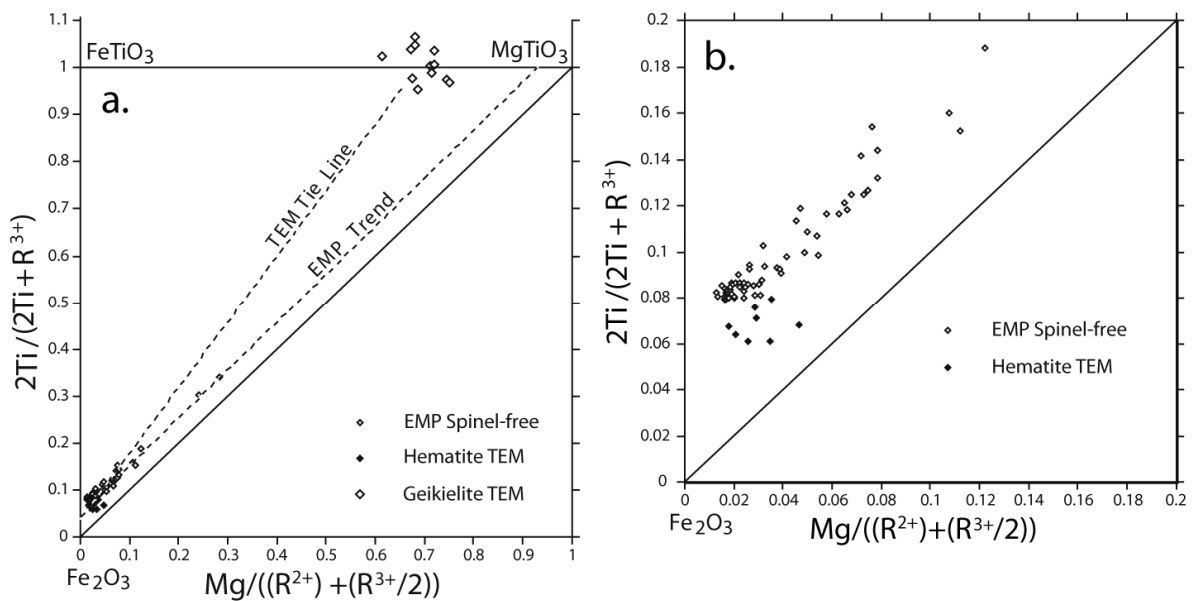 1.1
FeTiO3
MgTiO3
1
a.
0.9
0.8
0.7
0.6
0.5
0.4
0.3
0.2
0.1
0
2Ti /(2Ti + R 3+)
TEM Tie Line
EMP Trend
EMP Spinel-free
Hematite TEM
Geikielite TEM
0 0.1 0.2 0.3 0.4 0.5 0.6 0.7 0.8 0.9 1
Fe2O3
Mg/((R2+) +(R3+/2))
0.2
b.
0.18
0.16
0.14
0.12
0.1
0.08
0.06
0.04
0.02
0
2Ti /(2Ti + R 3+)
EMP Spinel-free
Hematite TEM
0 0.02 0.04 0.06 0.08 0.1 0.12 0.14 0.16 0.18 0.2
Fe2O3
Mg/((R2+)+(R3+/2))